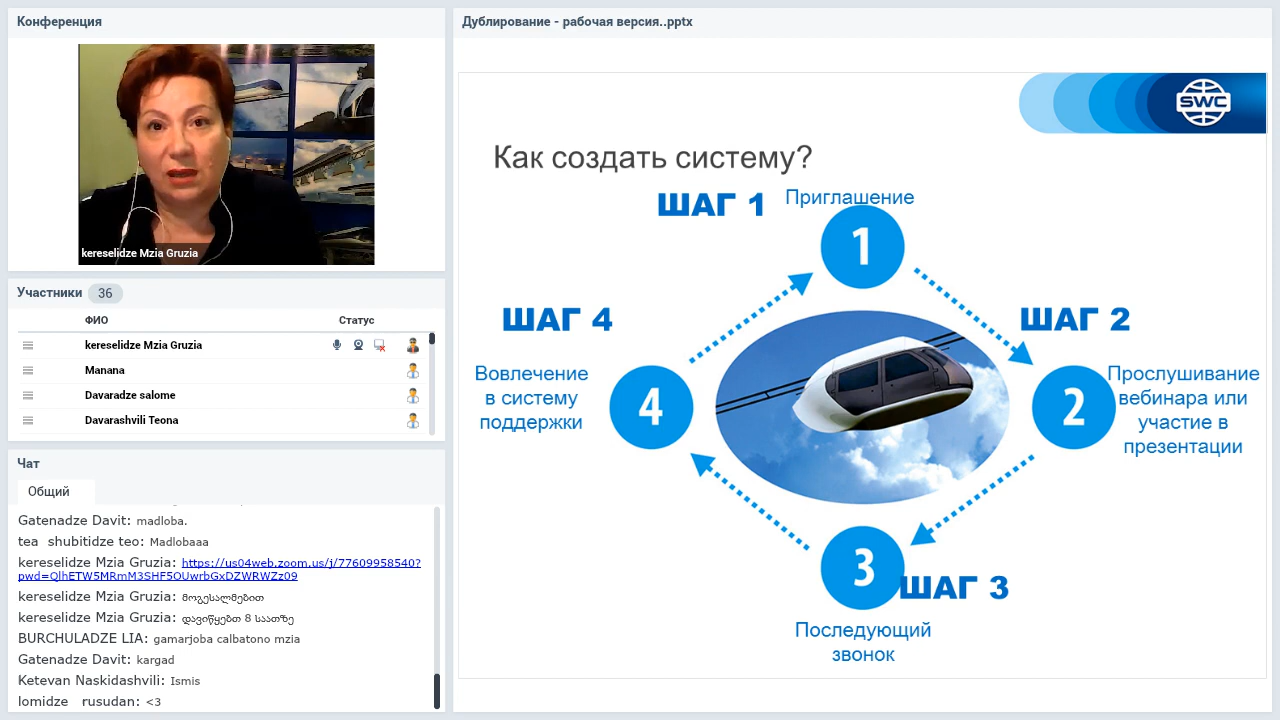 Конференция
kereselidze Mzia Gruzia
Участники 36
ФИО Статус
kereselidze Mzia Gruzia
Manana
Davaradze salome
Davarashvili Teona
Чат
Общий
Gatenadze Davit: madloba.
tea shubitidze teo: Madlobaaa
kereselidze Mzia Gruzia: https://us04web.zoom.us/j/77609958540?
pwd=QlhETW5MRmM3SHF5OUwrbGxDZWRWZz09
kereselidze Mzia Gruzia: მოგესალმებით
kereselidze Mzia Gruzia: დავიწყებთ 8 საათზე
BURCHULADZE LIA: gamarjoba calbatono mzia
Gatenadze Davit: kargad
Ketevan Naskidashvili: Ismis
lomidze rusudan: <3
Дублирование - рабочая версия..pptx
SWC
Как создать систему?
ШАГ 1 Приглашение
1
ШАГ 2
2
Прослушивание
вебинара или
участие в
презентации
3
ШАГ 3
Последующий
звонок
ШАГ 4
4
Вовлечение
в систему
поддержки